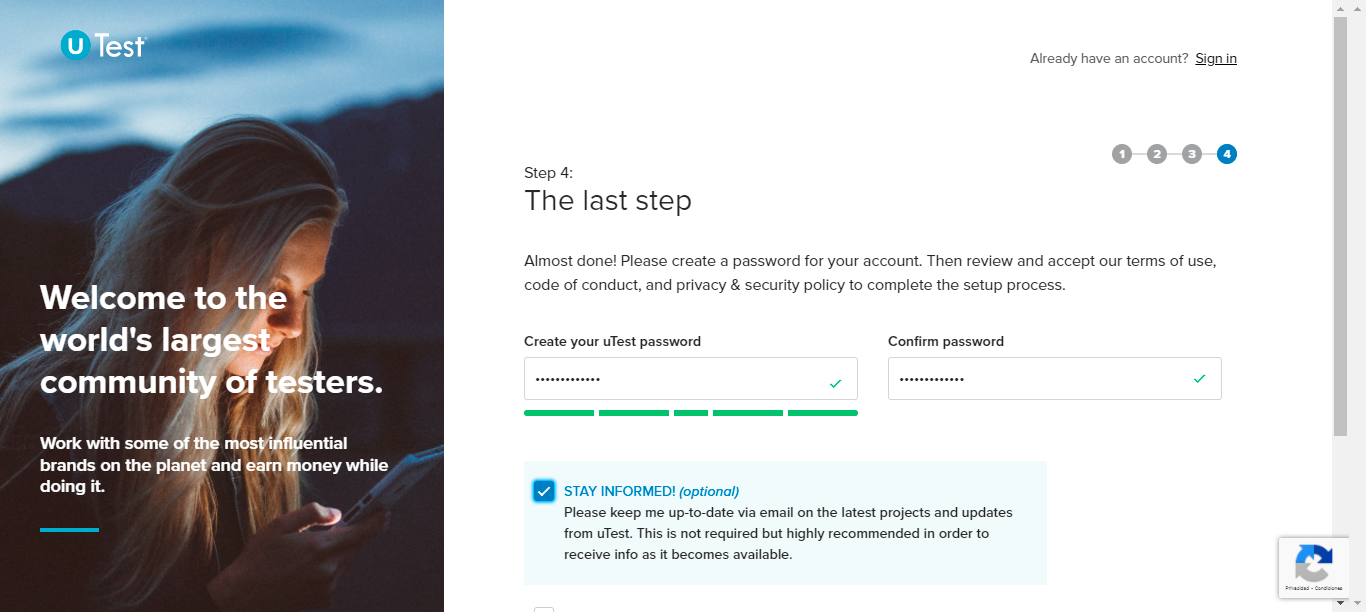 uTest
Already have an account? Sign in
1 2 3 4
Step 4:
The last step
Almost done! Please create a password for your account. Then review and accept our terms of use,
code of conduct, and privacy & security policy to complete the setup process.
Welcome to the
world's largest
community of testers.
Work with some of the most influential
brands on the planet and earn money while
doing it.
Create your uTest password
Confirm password
•••••••••••••
•••••••••••••
STAY INFORMED! (optional)
Please keep me up-to-date via email on the latest projects and updates
from uTest. This is not required but highly recommended in order to
receive info as it becomes available.
Privacidad - Condiciones